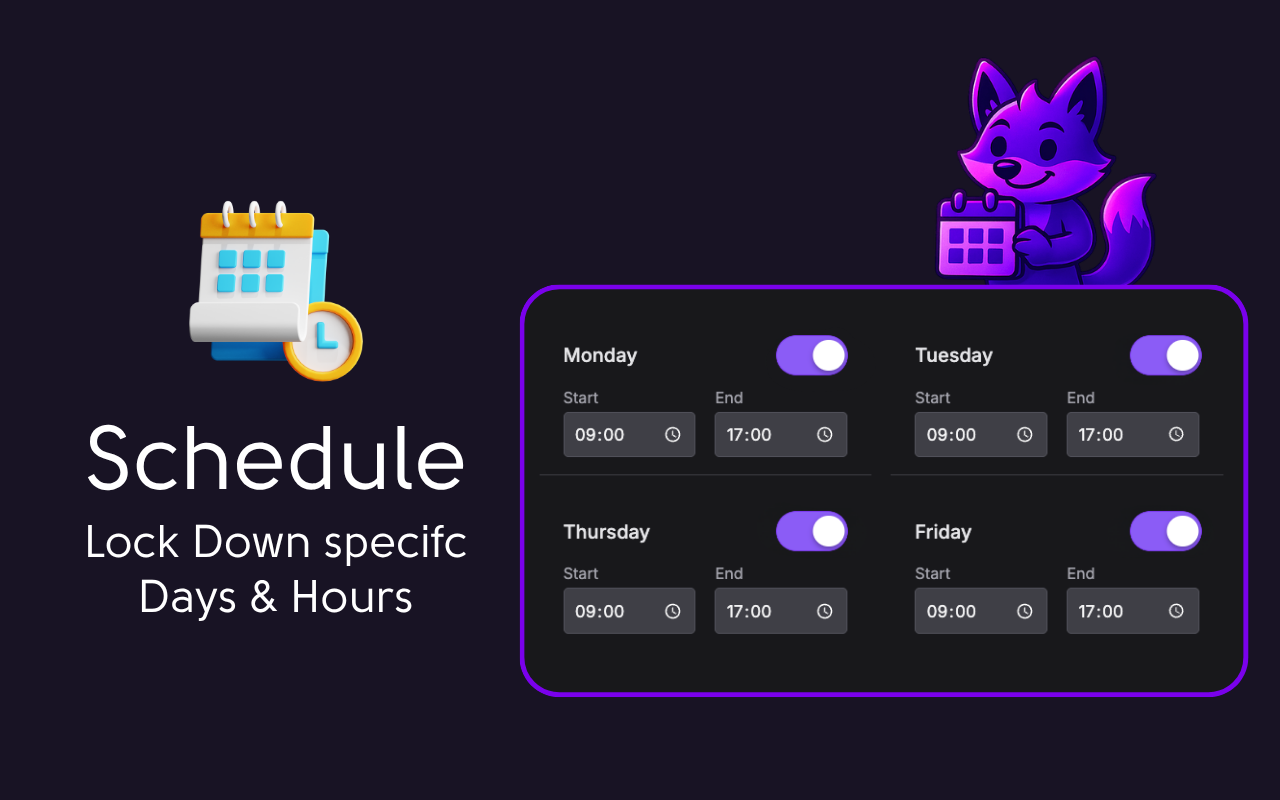 Schedule
Lock Down specifc
Days & Hours
Monday
Tuesday
Start
End
Start
End
09:00
17:00
09:00
17:00
Thursday
Friday
Start
End
Start
End
09:00
17:00
09:00
17:00